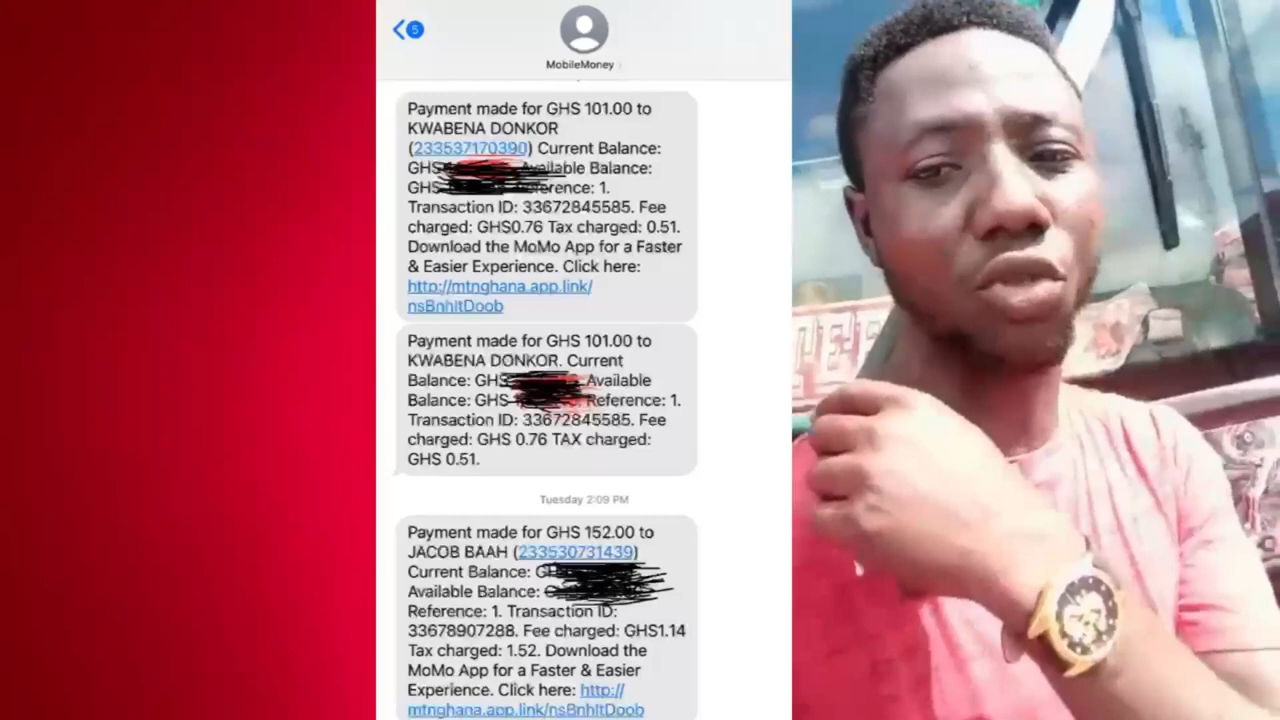 5
MobileMoney
Payment made for GHS 101.00 to
KWABENA DONKOR
(233537170390) Current Balance:
GHS Available Balance:
GHS Reference: 1.
Transaction ID: 33672845585. Fee
charged: GHS0.76 Tax charged: 0.51.
Download the MoMo App for a Faster
& Easier Experience. Click here:
http://mtnghana.app.link/
nsBnhItDoob
Payment made for GHS 101.00 to
KWABENA DONKOR. Current
Balance: GHS Available
Balance: GHS Reference: 1.
Transaction ID: 33672845585. Fee
charged: GHS 0.76 TAX charged:
GHS 0.51.
Tuesday 2:09 PM
Payment made for GHS 152.00 to
JACOB BAAH (233530731439)
Current Balance:
Available Balance:
Reference: 1. Transaction ID:
33678907288. Fee charged: GHS1.14
Tax charged: 1.52. Download the
MoMo App for a Faster & Easier
Experience. Click here: http://
mtnghana.app.link/nsBnhItDoob